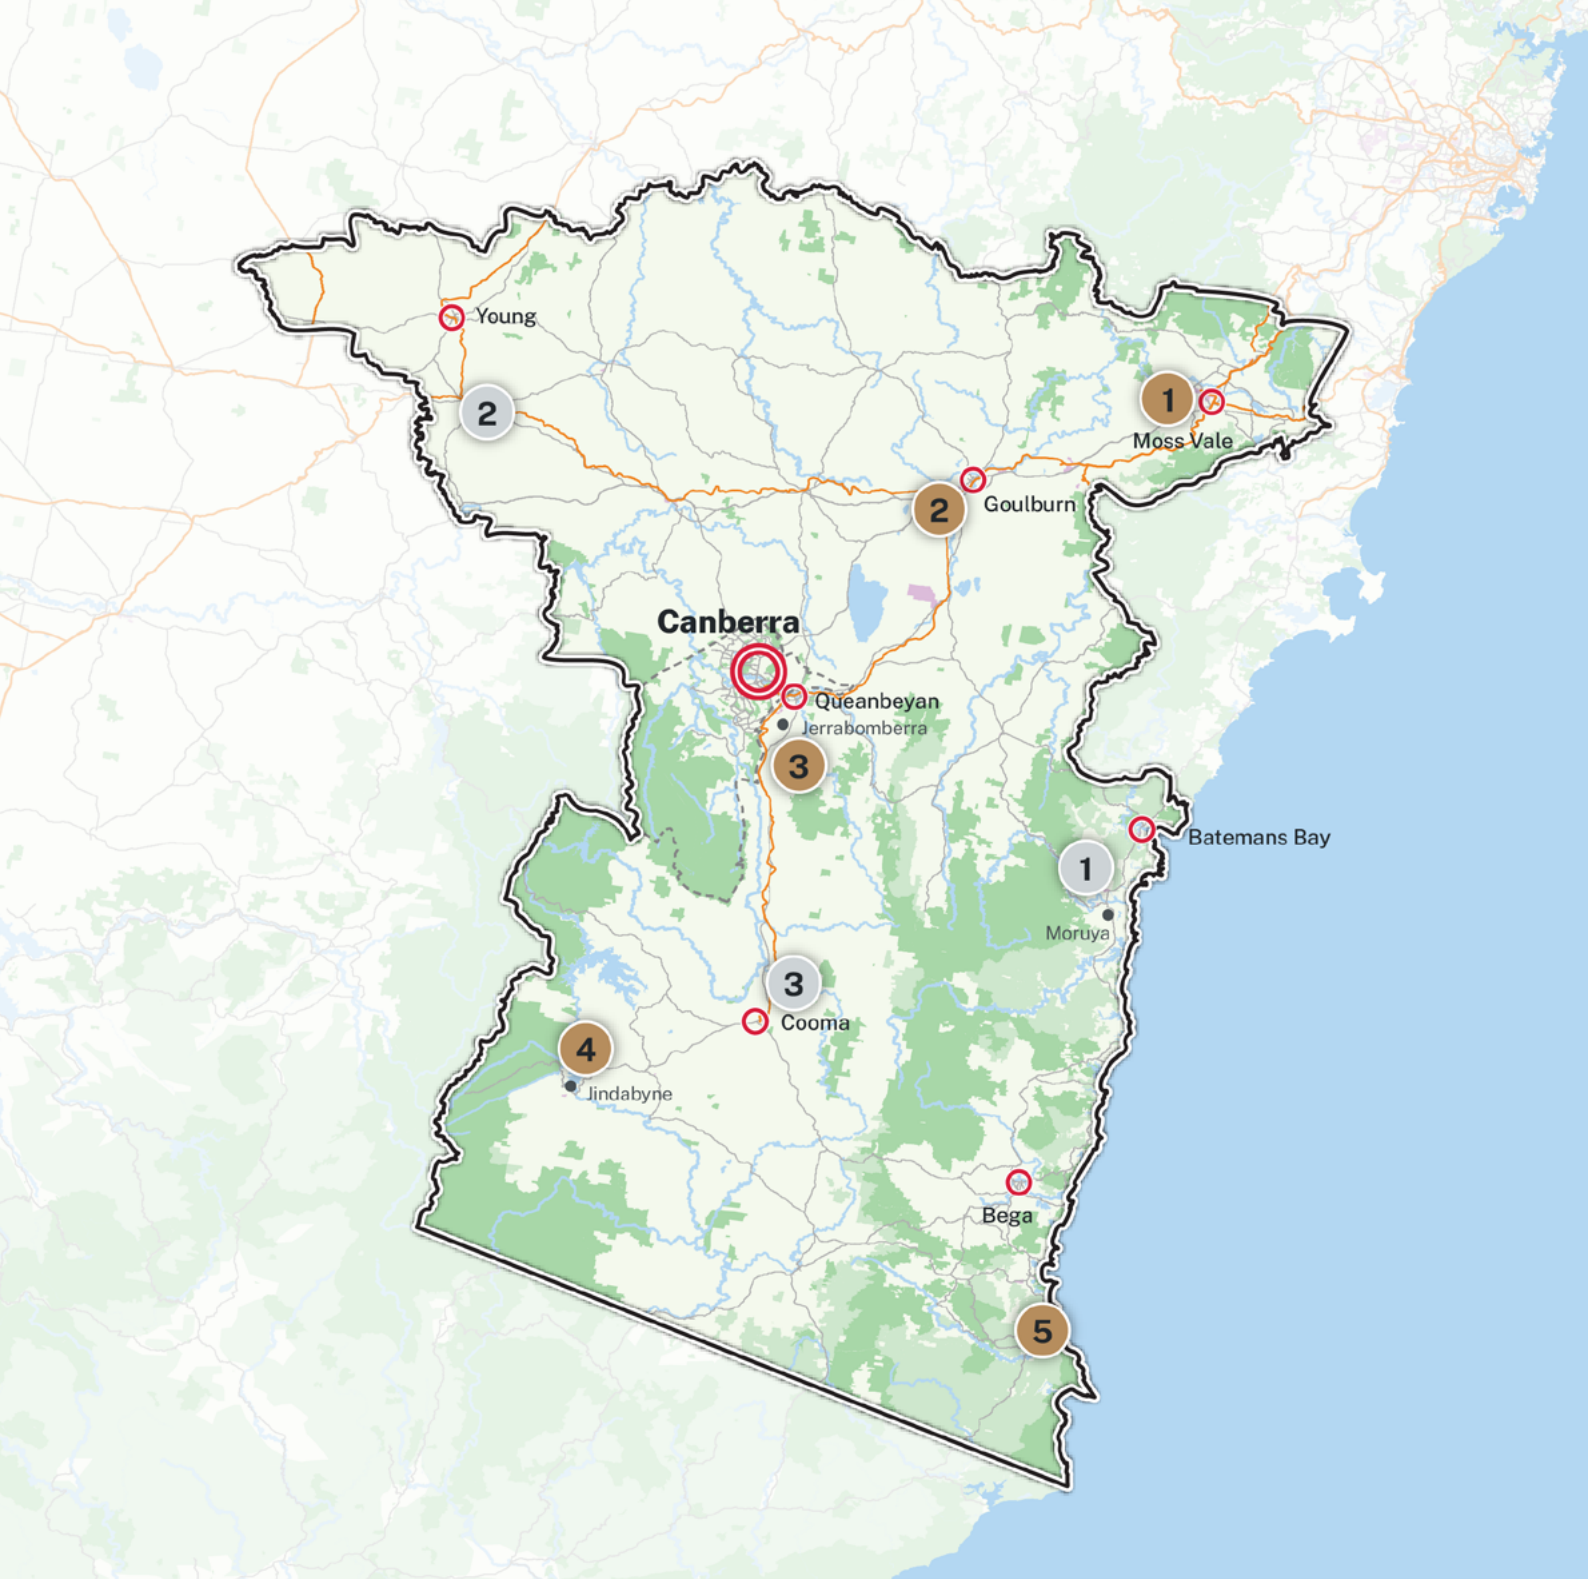 Young
2
1
Moss Vale
2
Goulburn
Canberra
Queanbeyan
Jerrabomberra
3
Batemans Bay
1
Moruya
3
Cooma
4
Jindabyne
Bega
5